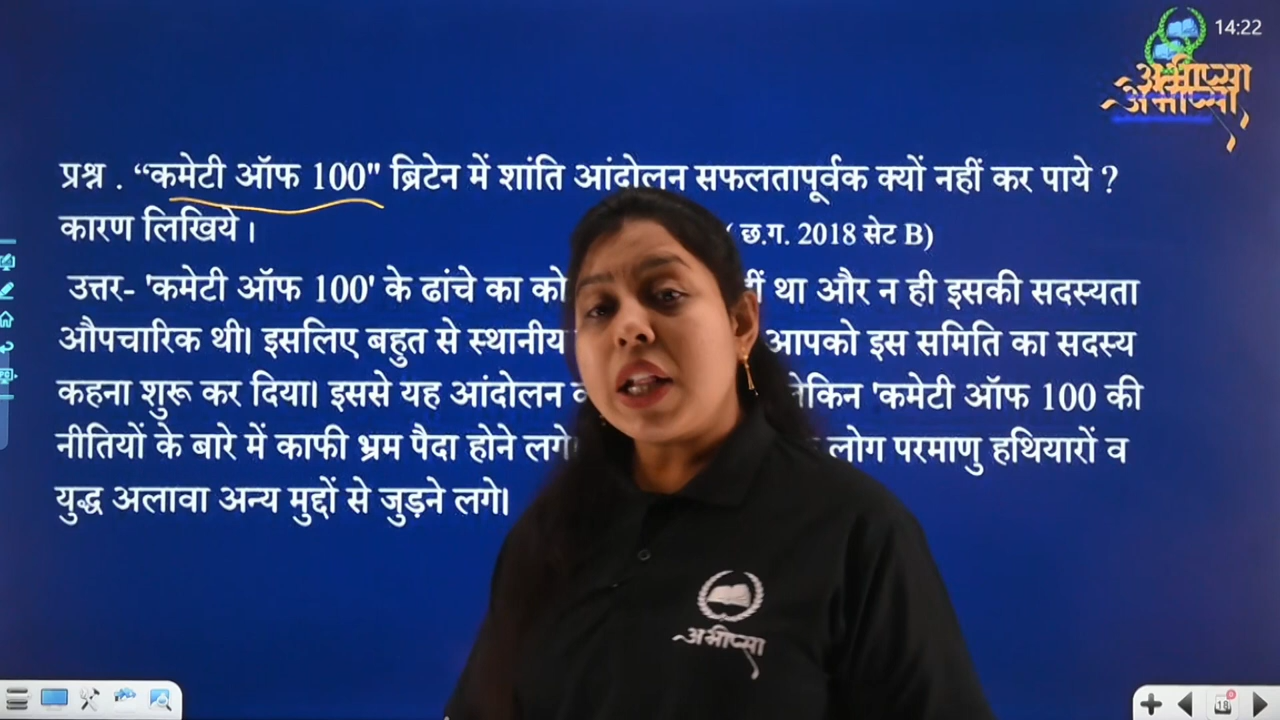 14:22
अभीप्सा
अभीप्सा
प्रश्न . “कमेटी ऑफ 100" ब्रिटेन में शांति आंदोलन सफलतापूर्वक क्यों नहीं कर पाये ?
कारण लिखिये । ( छ.ग. 2018 सेट B)
उत्तर- 'कमेटी ऑफ 100' के ढांचे का था और न ही इसकी सदस्यता
औपचारिक थी। इसलिए बहुत से स्थानीय आपको इस समिति का सदस्य
कहना शुरू कर दिया। इससे यह आंदोलन 'कमेटी ऑफ 100 की
नीतियों के बारे में काफी भ्रम पैदा होने लगे लोग परमाणु हथियारों व
युद्ध अलावा अन्य मुद्दों से जुड़ने लगे।
अभीप्सा
18